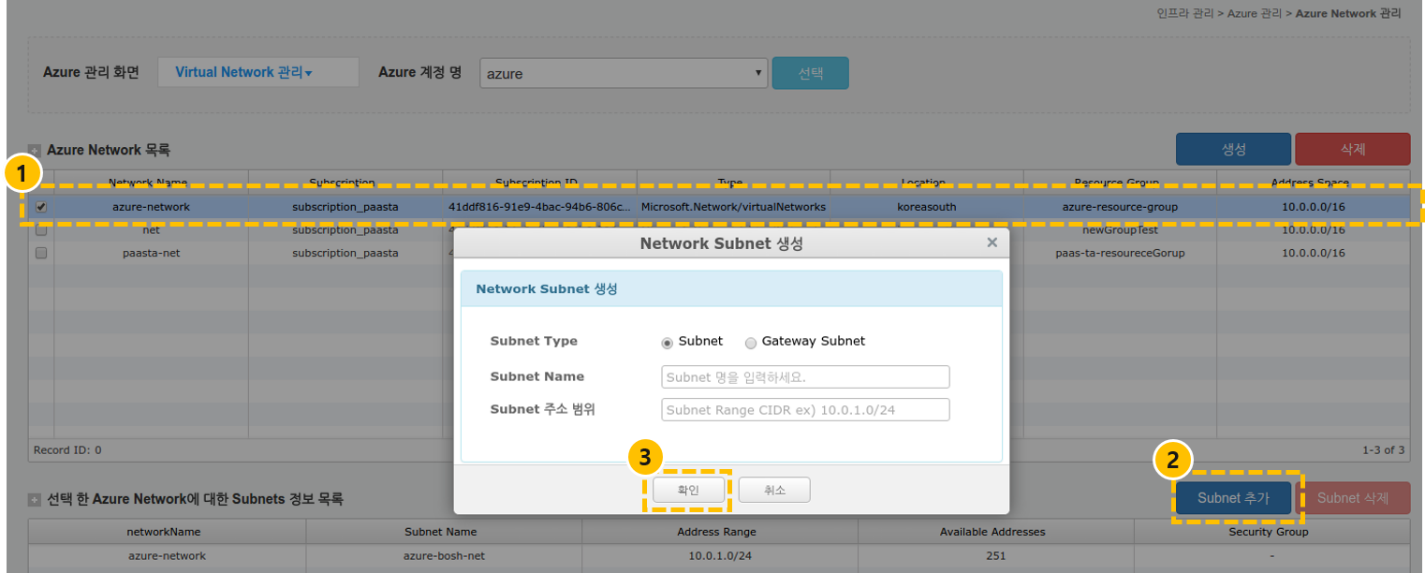 인프라 관리 > Azure 관리 > Azure Network 관리
Azure 관리 화면 Virtual Network 관리▾ Azure 계정 명 azure 선택
Azure Network 목록 생성 삭제
1
Network Name Subscription Subscription ID Type Location Resource Group Address Space
azure-network subscription_paasta 41ddf816-91e9-4bac-94b6-806c... Microsoft.Network/virtualNetworks koreasouth azure-resource-group 10.0.0.0/16
net subscription_paasta newGroupTest 10.0.0.0/16
paasta-net subscription_paasta paas-ta-resoureceGorup 10.0.0.0/16
Network Subnet 생성 ×
Network Subnet 생성
Subnet Type Subnet Gateway Subnet
Subnet Name Subnet 명을 입력하세요.
Subnet 주소 범위 Subnet Range CIDR ex) 10.0.1.0/24
Record ID: 0 1-3 of 3
3
확인 취소
2
선택 한 Azure Network에 대한 Subnets 정보 목록 Subnet 추가 Subnet 삭제
networkName Subnet Name Address Range Available Addresses Security Group
azure-network azure-bosh-net 10.0.1.0/24 251 -